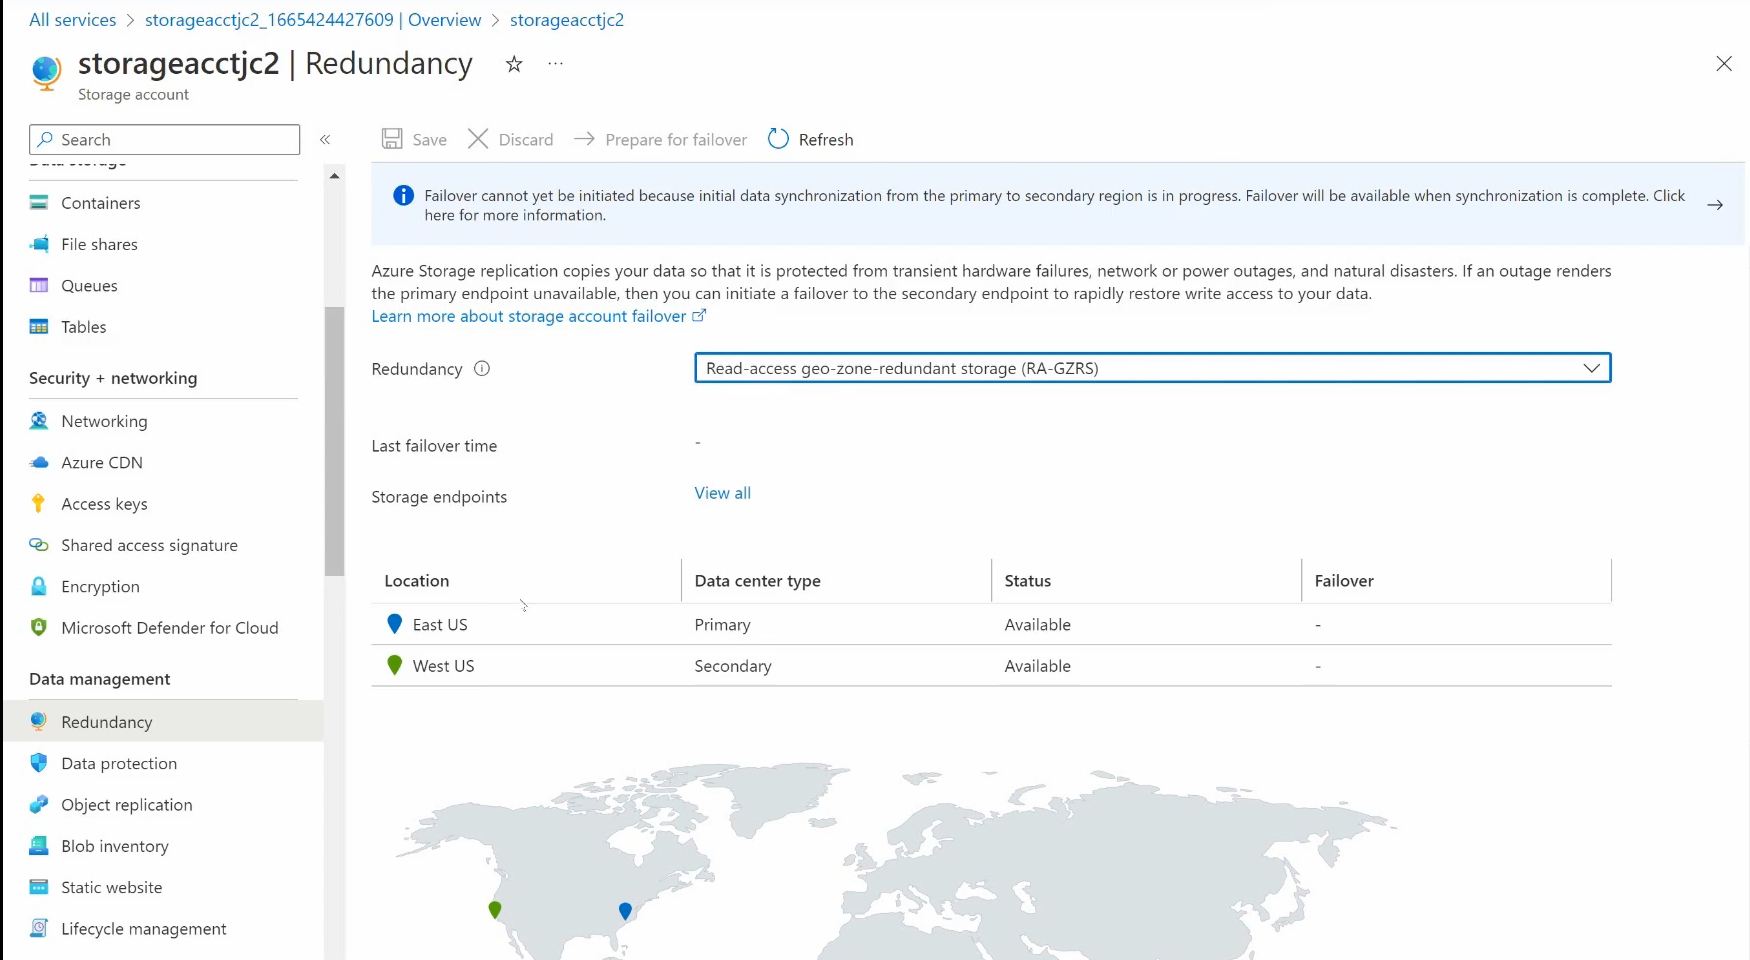 All services > storageacctjc2_1665424427609 | Overview > storageacctjc2
storageacctjc2 | Redundancy
Storage account
Search
Save Discard Prepare for failover Refresh
Data storage
Containers
File shares
Queues
Tables
Security + networking
Networking
Azure CDN
Access keys
Shared access signature
Encryption
Microsoft Defender for Cloud
Data management
Redundancy
Data protection
Object replication
Blob inventory
Static website
Lifecycle management
Failover cannot yet be initiated because initial data synchronization from the primary to secondary region is in progress. Failover will be available when synchronization is complete. Click
here for more information.
Azure Storage replication copies your data so that it is protected from transient hardware failures, network or power outages, and natural disasters. If an outage renders
the primary endpoint unavailable, then you can initiate a failover to the secondary endpoint to rapidly restore write access to your data.
Learn more about storage account failover
Redundancy Read-access geo-zone-redundant storage (RA-GZRS)
Last failover time -
Storage endpoints View all
Location Data center type Status Failover
East US Primary Available -
West US Secondary Available -